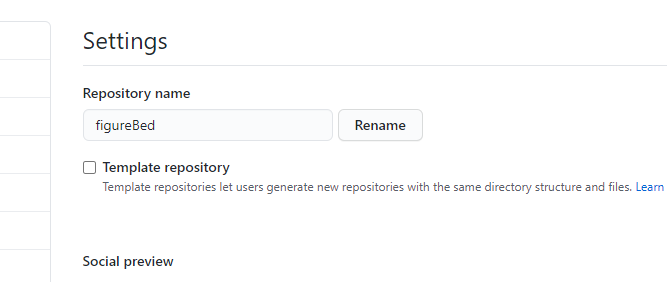 Settings
Repository name
figureBed
Rename
Template repository
Template repositories let users generate new repositories with the same directory structure and files. Learn
Social preview